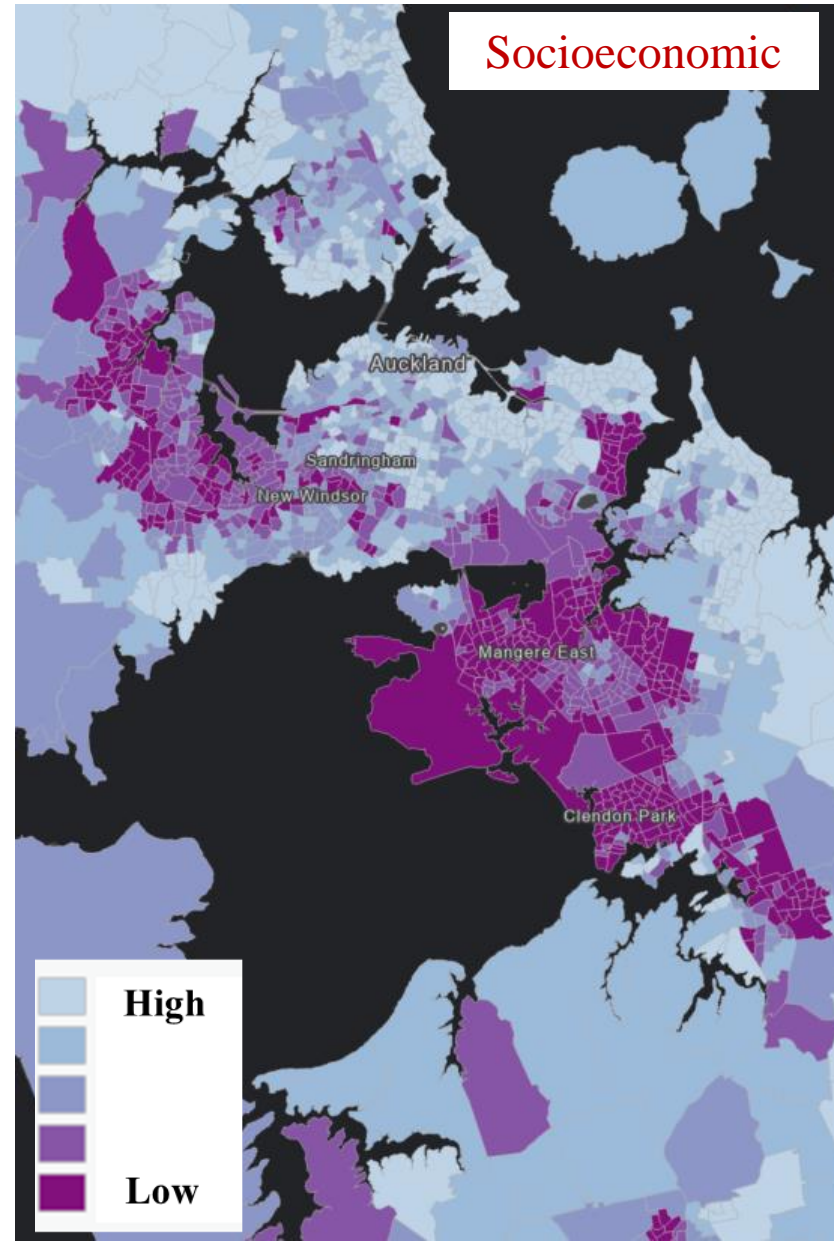 Socioeconomic
Auckland
Sandringham
New Windsor
Mangere East
Clendon Park
High
Low